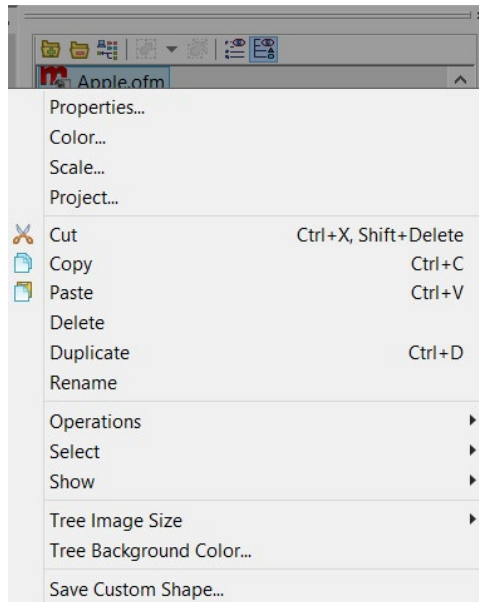 Apple.ofm
Properties...
Color...
Scale...
Project...
Cut Ctrl+X, Shift+Delete
Copy Ctrl+C
Paste Ctrl+V
Delete
Duplicate Ctrl+D
Rename
Operations
Select
Show
Tree Image Size
Tree Background Color...
Save Custom Shape...